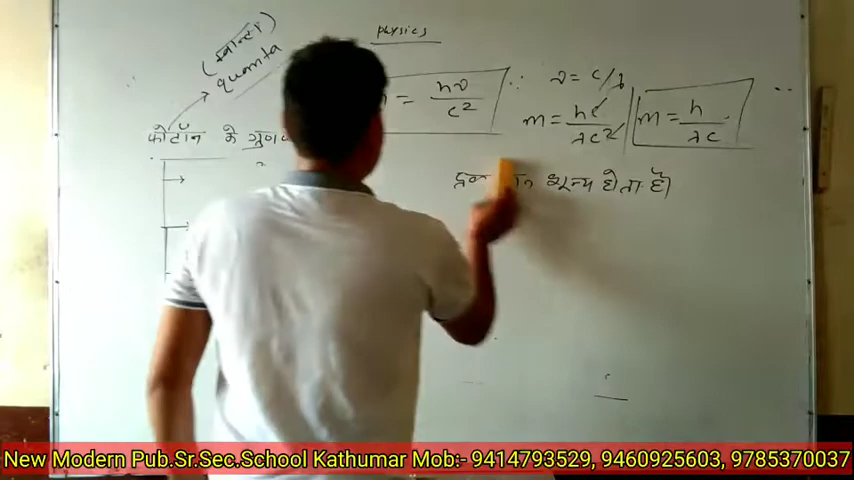 physics
(क्वान्टा)
quanta
फोटॉन के गुण
= hν/c²
∴ ν = c/λ
m = hc/λc²
m = h/λc
शून्य होता है
New Modern Pub.Sr.Sec.School Kathumar Mob:- 9414793529, 9460925603, 9785370037